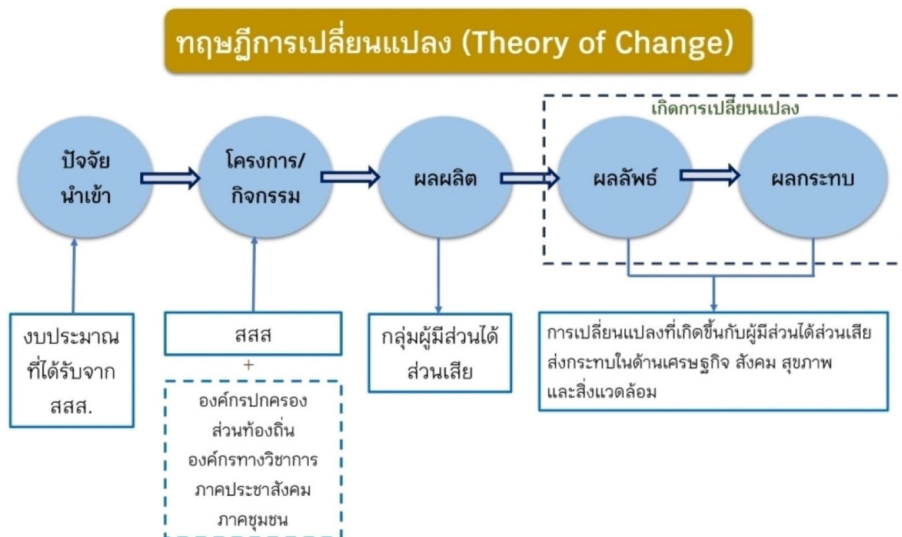 ทฤษฎีการเปลี่ยนแปลง (Theory of Change)
เกิดการเปลี่ยนแปลง
ปัจจัย
นำเข้า
โครงการ/
กิจกรรม
ผลผลิต
ผลลัพธ์
ผลกระทบ
งบประมาณ
ที่ได้รับจาก
สสส.
สสส
+
องค์กรปกครอง
ส่วนท้องถิ่น
องค์กรทางวิชาการ
ภาคประชาสังคม
ภาคชุมชน
กลุ่มผู้มีส่วนได้
ส่วนเสีย
การเปลี่ยนแปลงที่เกิดขึ้นกับผู้มีส่วนได้ส่วนเสีย
ส่งกระทบในด้านเศรษฐกิจ สังคม สุขภาพ
และสิ่งแวดล้อม